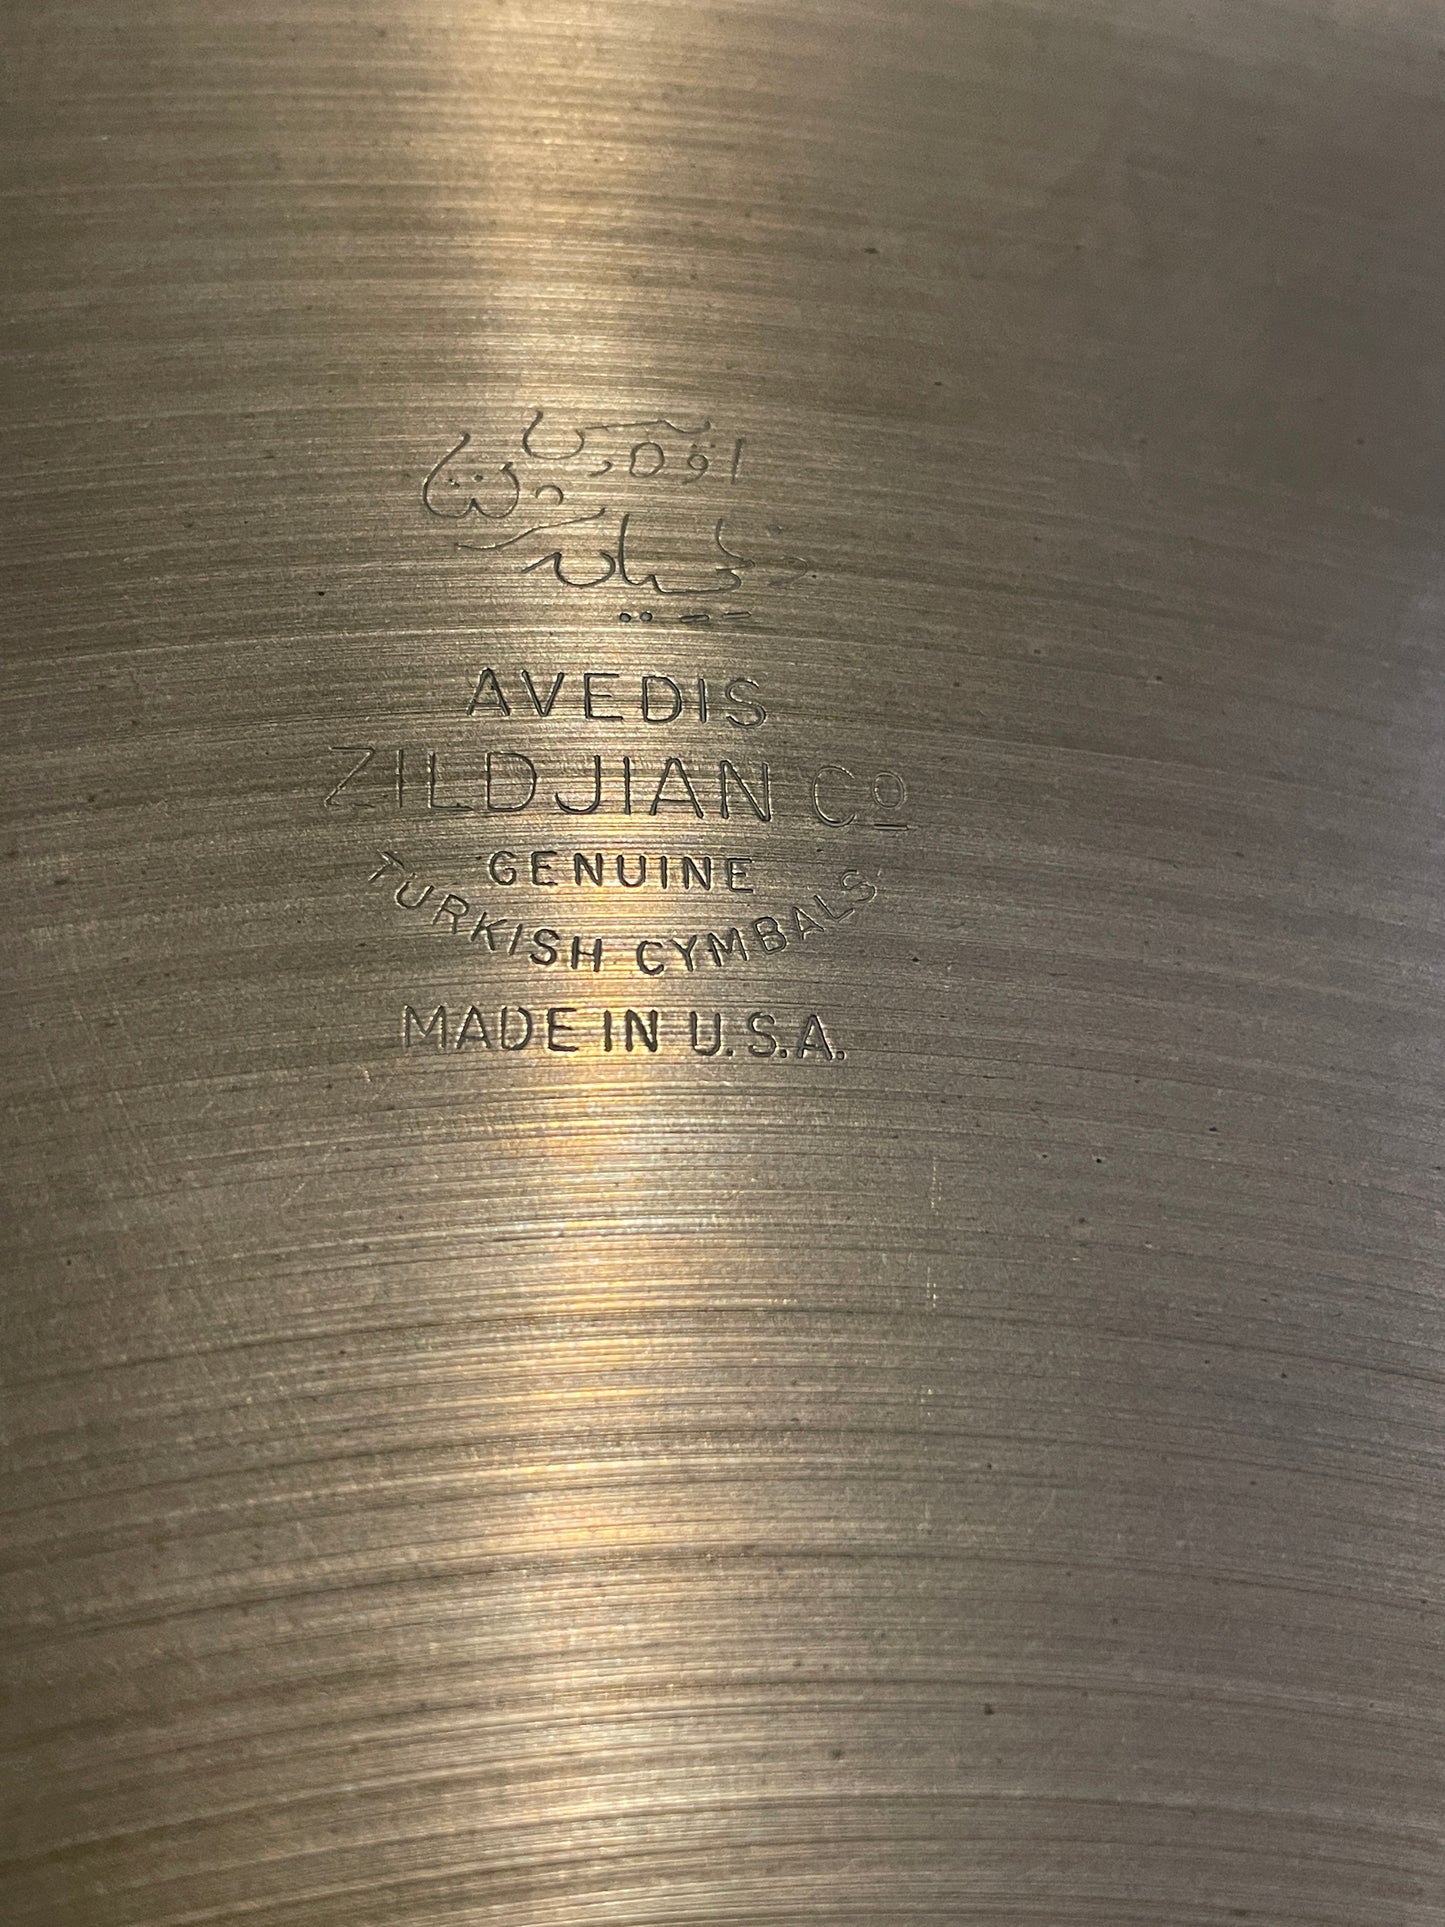 AVEDIS
ZILDJIAN Co
GENUINE
TURKISH CYMBALS
MADE IN U.S.A.